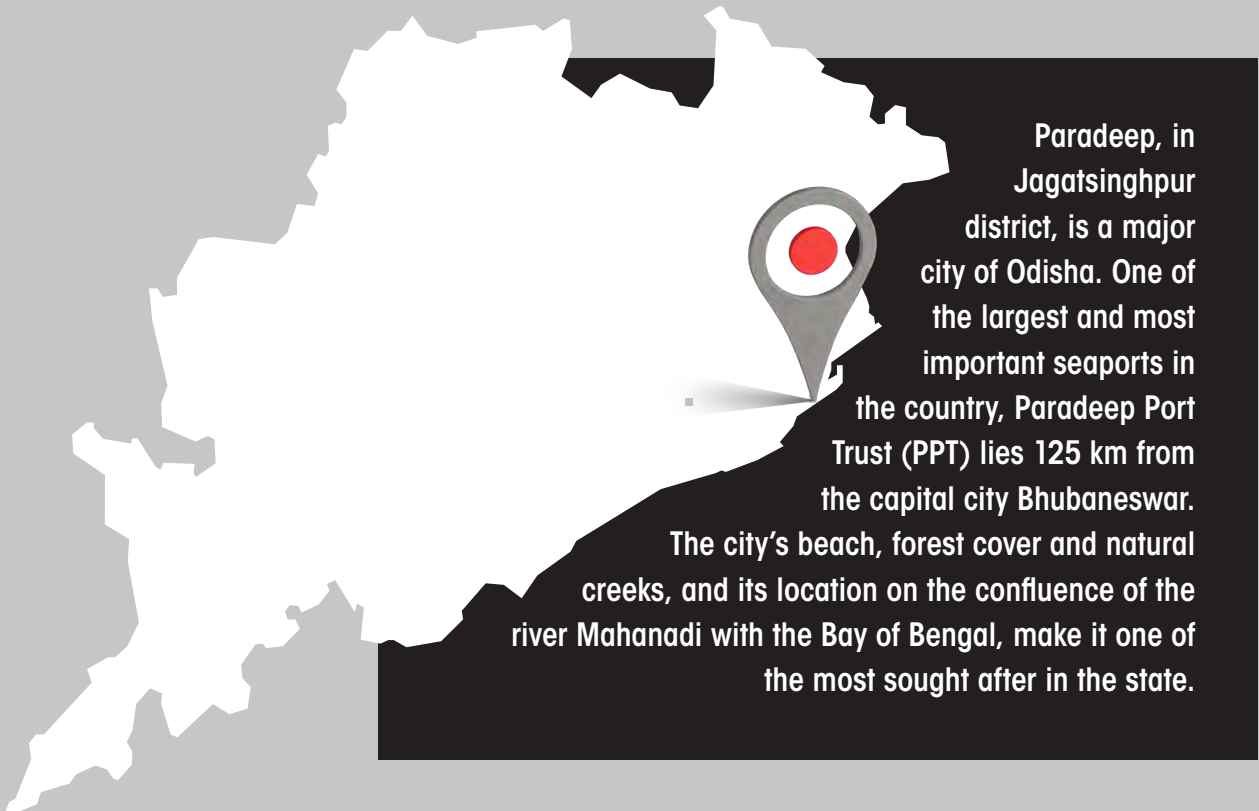 Paradeep, in
Jagatsinghpur
district, is a major
city of Odisha. One of
the largest and most
important seaports in
the country, Paradeep Port
Trust (PPT) lies 125 km from
the capital city Bhubaneswar.
The city’s beach, forest cover and natural
creeks, and its location on the confluence of the
river Mahanadi with the Bay of Bengal, make it one of
the most sought after in the state.